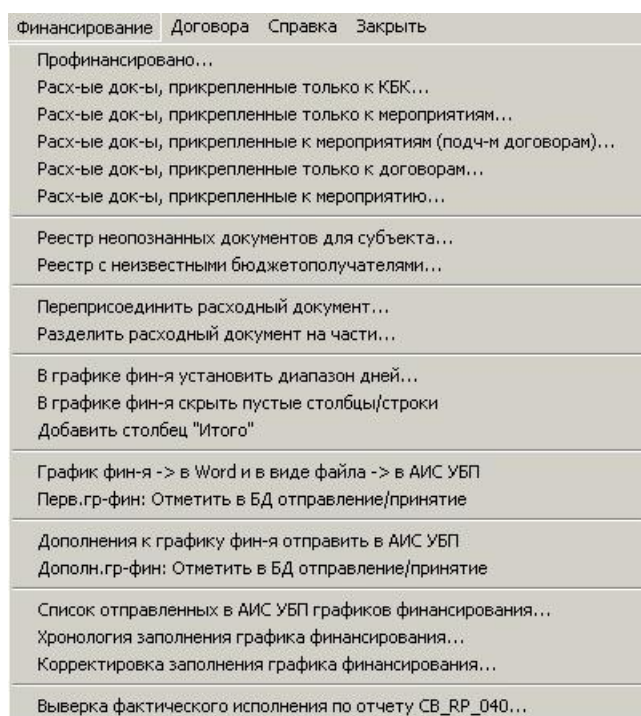 Финансирование Договора Справка Закрыть
Профинансировано...
Расх-ые док-ы, прикрепленные только к КБК...
Расх-ые док-ы, прикрепленные только к мероприятиям...
Расх-ые док-ы, прикрепленные к мероприятиям (подч-м договорам)...
Расх-ые док-ы, прикрепленные только к договорам...
Расх-ые док-ы, прикрепленные к мероприятию...
Реестр неопознанных документов для субъекта...
Реестр с неизвестными бюджетополучателями...
Переприсоединить расходный документ...
Разделить расходный документ на части...
В графике фин-я установить диапазон дней...
В графике фин-я скрыть пустые столбцы/строки
Добавить столбец "Итого"
График фин-я -> в Word и в виде файла -> в АИС УБП
Перв.гр-фин: Отметить в БД отправление/принятие
Дополнения к графику фин-я отправить в АИС УБП
Дополн.гр-фин: Отметить в БД отправление/принятие
Список отправленных в АИС УБП графиков финансирования...
Хронология заполнения графика финансирования...
Корректировка заполнения графика финансирования...
Выверка фактического исполнения по отчету CB_RP_040...